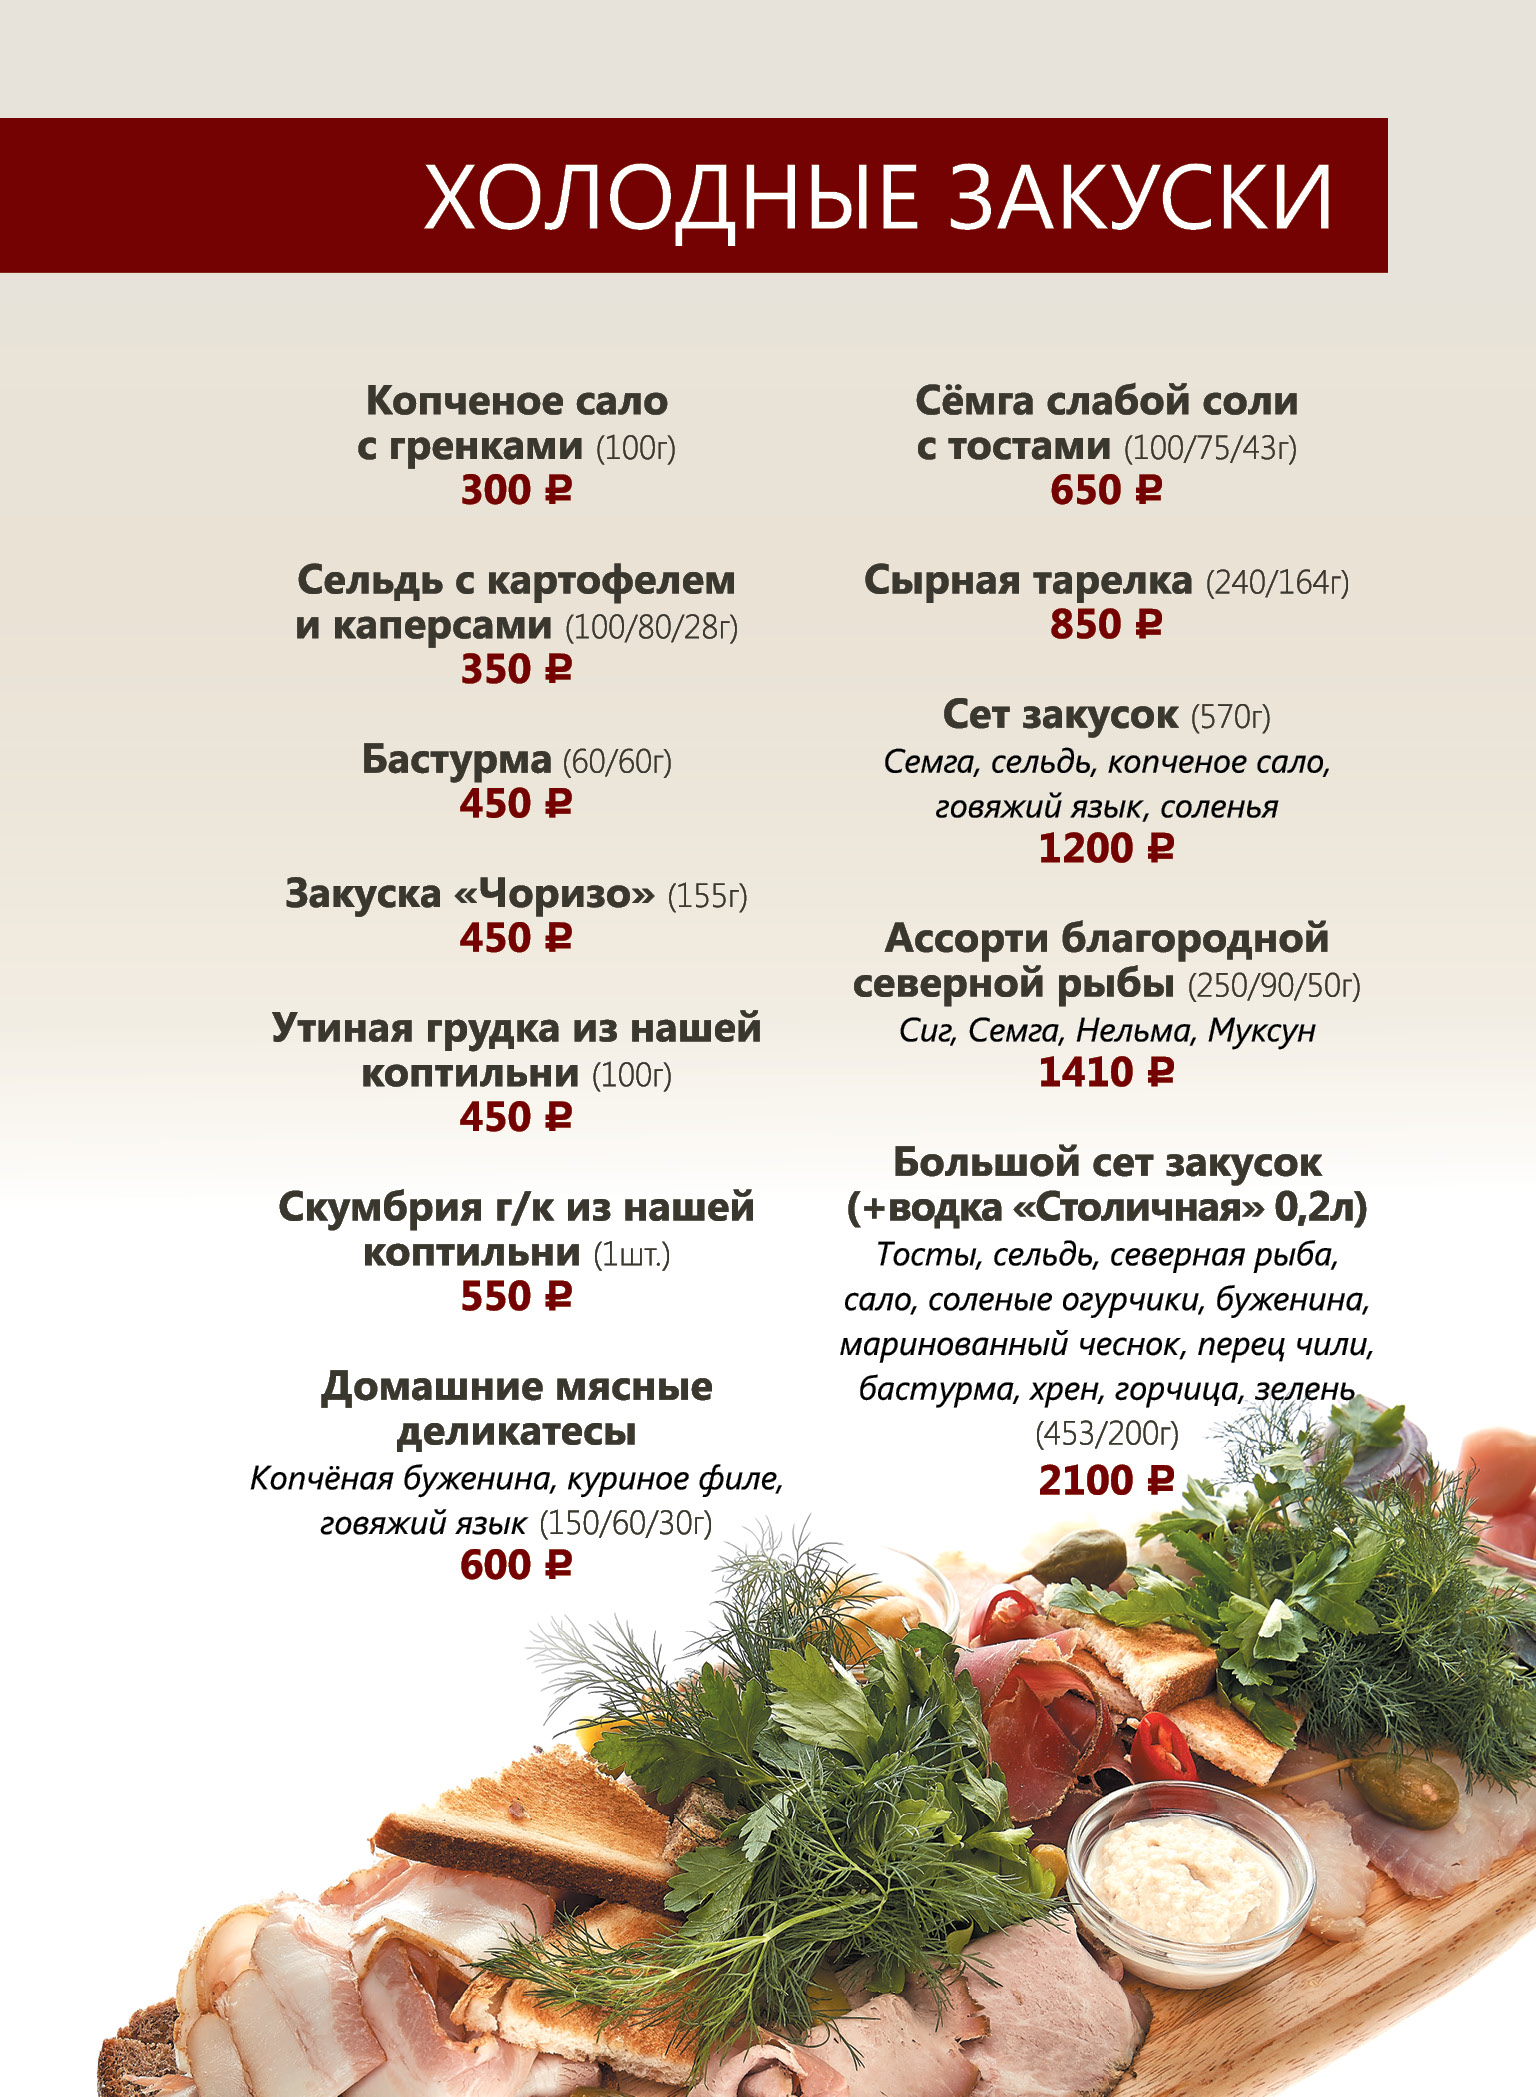 ХОЛОДНЫЕ ЗАКУСКИ
Копченое сало
с гренками (100г)
300 ₽
Сельдь с картофелем
и каперсами (100/80/28г)
350 ₽
Бастурма (60/60г)
450 ₽
Закуска «Чоризо» (155г)
450 ₽
Утиная грудка из нашей
коптильни (100г)
450 ₽
Скумбрия г/к из нашей
коптильни (1шт.)
550 ₽
Домашние мясные
деликатесы
Копчёная буженина, куриное филе,
говяжий язык (150/60/30г)
600 ₽
Сёмга слабой соли
с тостами (100/75/43г)
650 ₽
Сырная тарелка (240/164г)
850 ₽
Сет закусок (570г)
Семга, сельдь, копченое сало,
говяжий язык, соленья
1200 ₽
Ассорти благородной
северной рыбы (250/90/50г)
Сиг, Семга, Нельма, Муксун
1410 ₽
Большой сет закусок
(+водка «Столичная» 0,2л)
Тосты, сельдь, северная рыба,
сало, соленые огурчики, буженина,
маринованный чеснок, перец чили,
бастурма, хрен, горчица, зелень
(453/200г)
2100 ₽